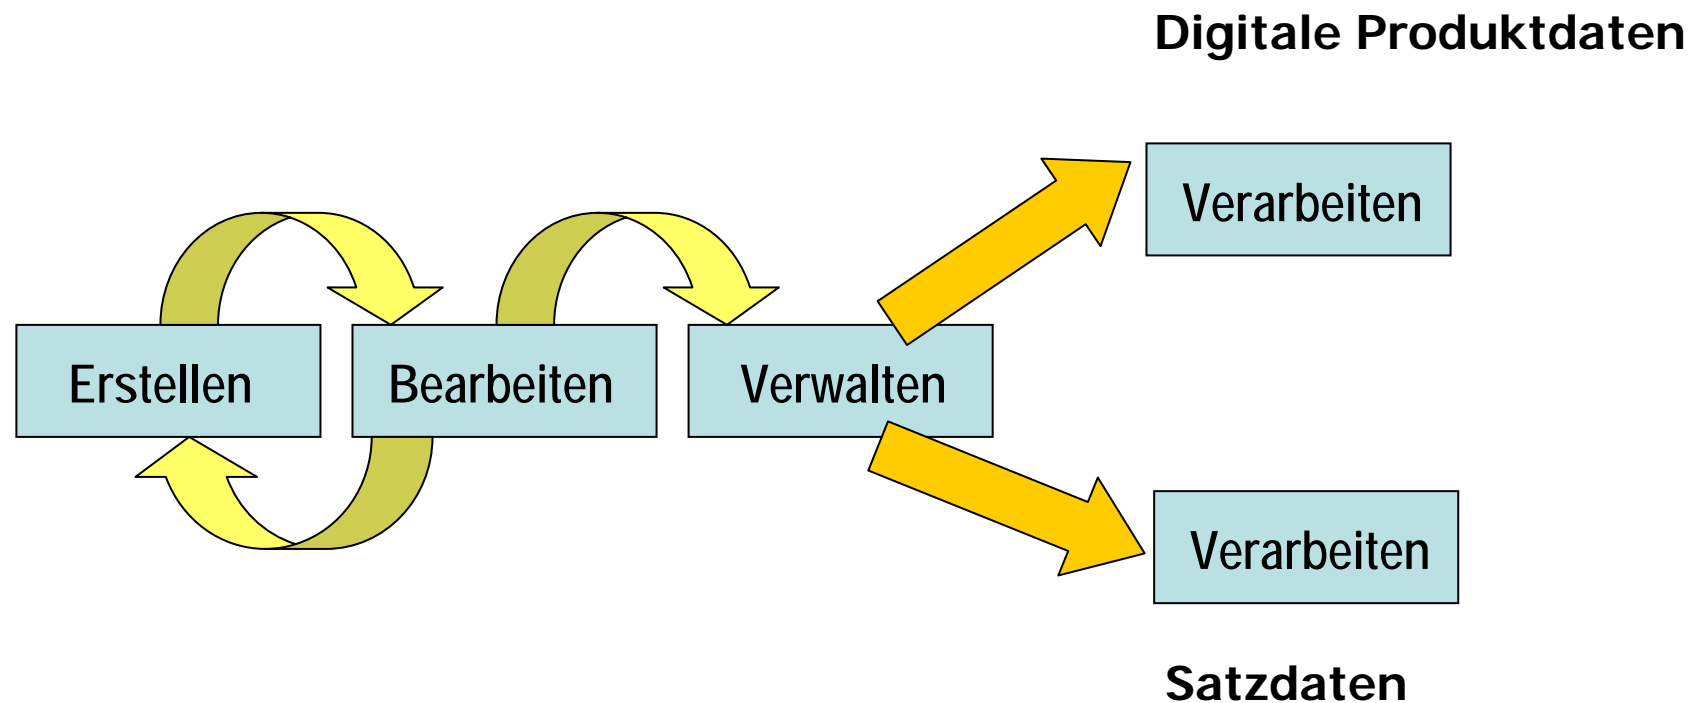 Digitale Produktdaten
Verarbeiten
Erstellen
Bearbeiten
Verwalten
Verarbeiten
Satzdaten